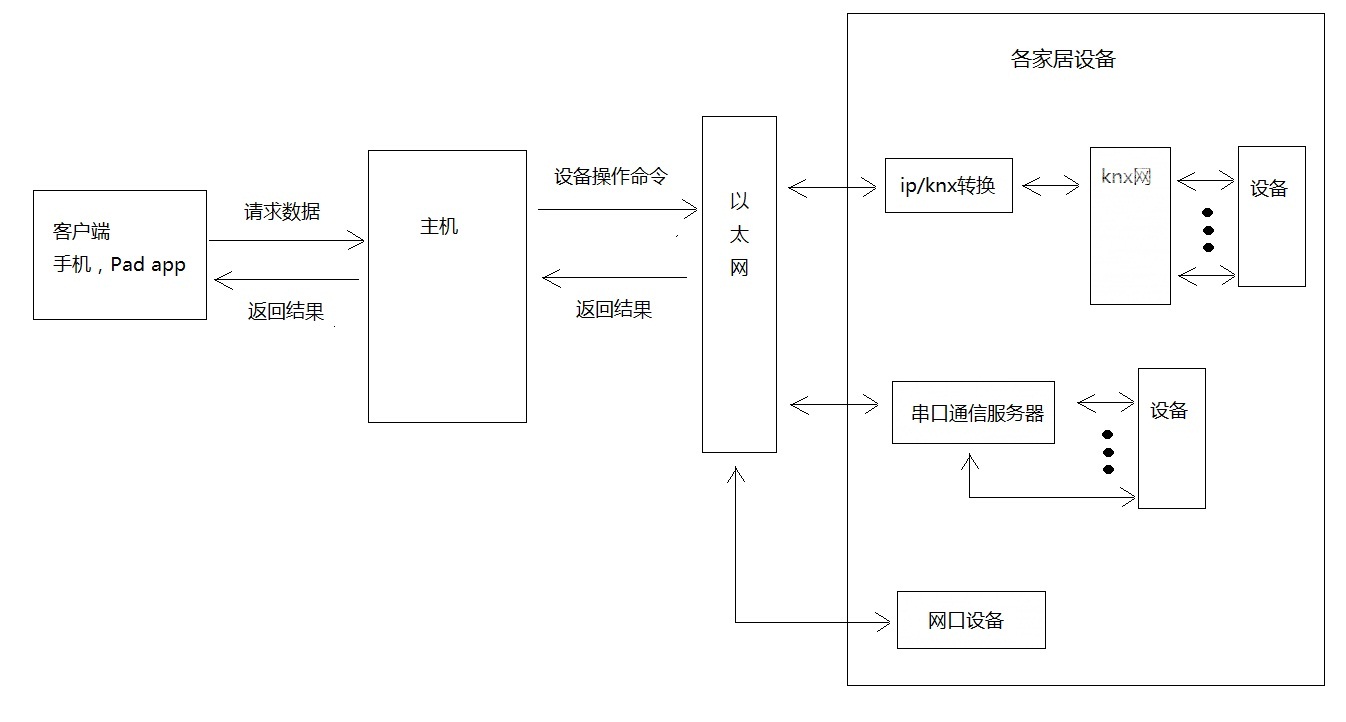 各家居设备
客户端
手机，Pad app
请求数据
返回结果
主机
设备操作命令
返回结果
以
太
网
ip/knx转换
knx网
设备
串口通信服务器
设备
网口设备